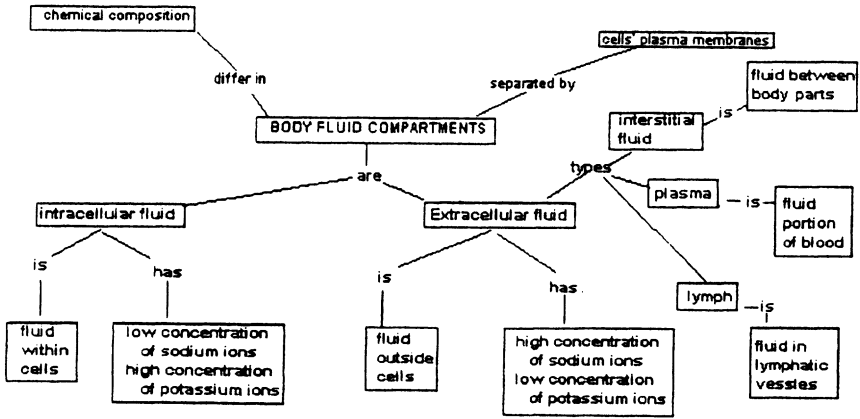 chemical composition
cells' plasma membranes
differ in
separated by
fluid between
body parts
is
interstitial
fluid
BODY FLUID COMPARTMENTS
types
are
plasma
is
fluid
portion
of blood
intracellular fluid
Extracellular fluid
is
has
is
has.
lymph
is
fluid
within
cells
low concentration
of sodium ions
high concentration
of potassium ions
fluid
outside
cells
high concentration
of sodium ions
low concentration
of potassium ions
fluid in
lymphatic
vessles